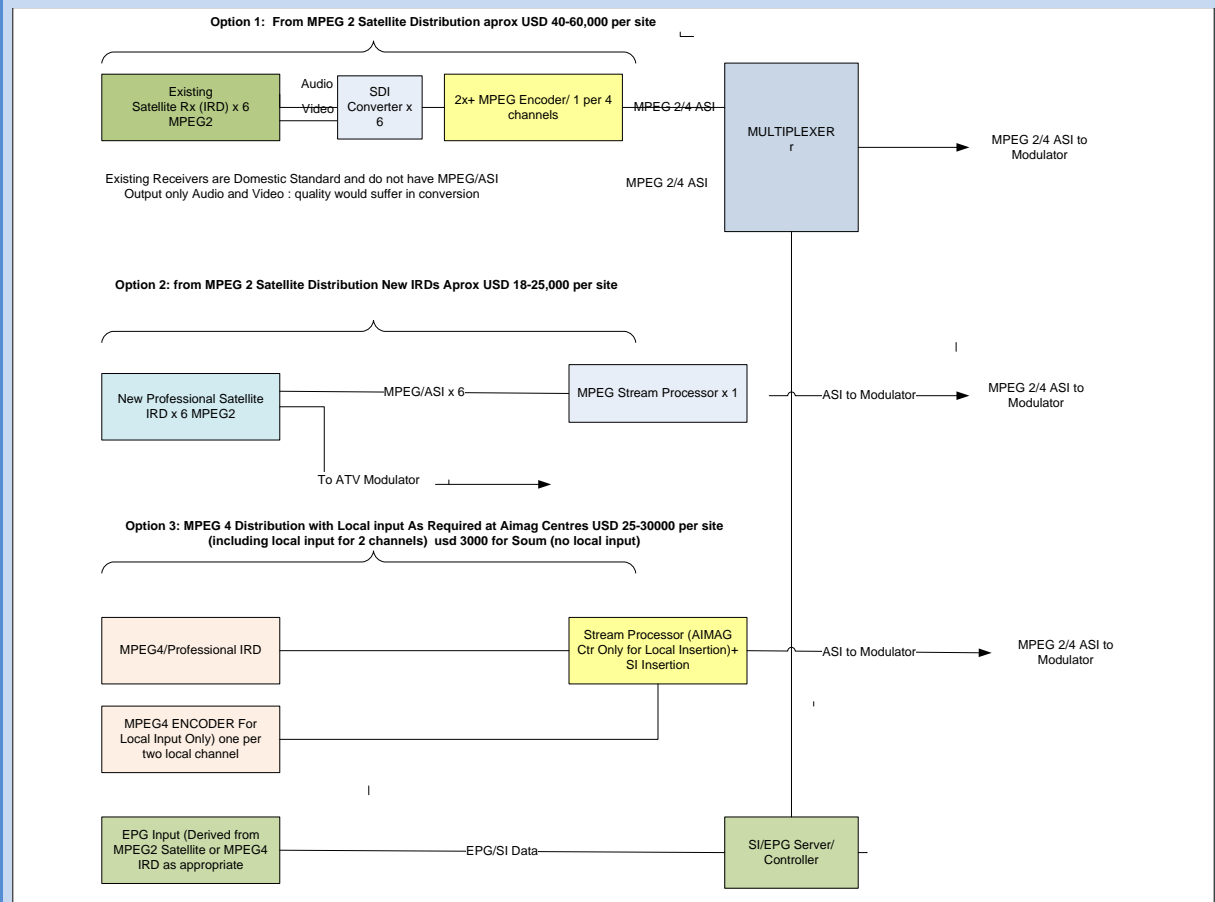 Option 1:  From MPEG 2 Satellite Distribution aprox USD 40-60,000 per site
Existing
Satellite Rx (IRD) x 6
MPEG2
Audio
Video
SDI
Converter x
6
2x+ MPEG Encoder/ 1 per 4
channels
MPEG 2/4 ASI
MULTIPLEXER
r
MPEG 2/4 ASI to
Modulator
Existing Receivers are Domestic Standard and do not have MPEG/ASI
Output only Audio and Video : quality would suffer in conversion
MPEG 2/4 ASI
Option 2: from MPEG 2 Satellite Distribution New IRDs Aprox USD 18-25,000 per site
New Professional Satellite
IRD x 6 MPEG2
MPEG/ASI x 6
MPEG Stream Processor x 1
ASI to Modulator
MPEG 2/4 ASI to
Modulator
To ATV Modulator
Option 3: MPEG 4 Distribution with Local input As Required at Aimag Centres USD 25-30000 per site
(including local input for 2 channels)  usd 3000 for Soum (no local input)
MPEG4/Professional IRD
Stream Processor (AIMAG
Ctr Only for Local Insertion)+
SI Insertion
ASI to Modulator
MPEG 2/4 ASI to
Modulator
MPEG4 ENCODER For
Local Input Only) one per
two local channel
EPG Input (Derived from
MPEG2 Satellite or MPEG4
IRD as appropriate
EPG/SI Data
SI/EPG Server/
Controller